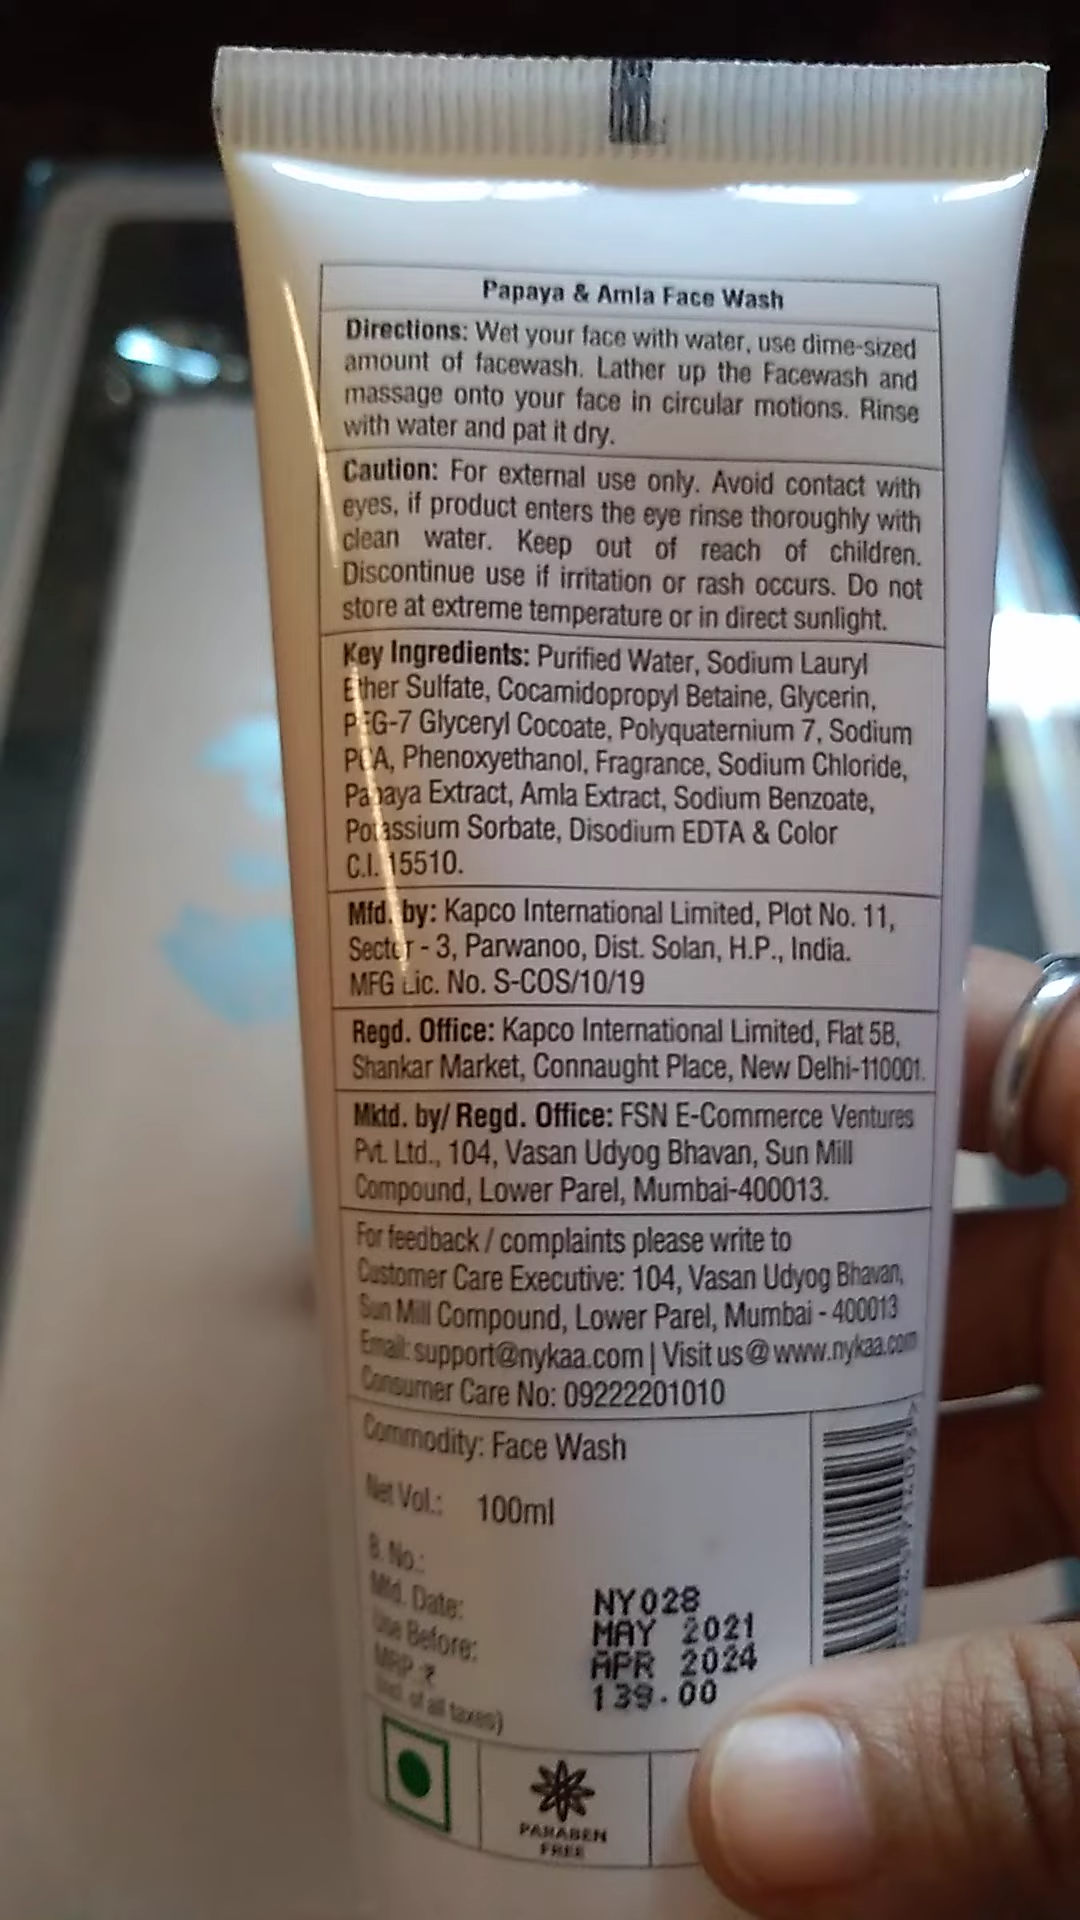 Papaya & Amla Face Wash
Directions: Wet your face with water, use dime-sized
amount of facewash. Lather up the Facewash and
massage onto your face in circular motions. Rinse
with water and pat it dry.
Caution: For external use only. Avoid contact with
eyes, if product enters the eye rinse thoroughly with
clean water. Keep out of reach of children.
Discontinue use if irritation or rash occurs. Do not
store at extreme temperature or in direct sunlight.
Key Ingredients: Purified Water, Sodium Lauryl
Ether Sulfate, Cocamidopropyl Betaine, Glycerin,
PEG-7 Glyceryl Cocoate, Polyquaternium 7, Sodium
PCA, Phenoxyethanol, Fragrance, Sodium Chloride,
Papaya Extract, Amla Extract, Sodium Benzoate,
Potassium Sorbate, Disodium EDTA & Color
C.I. 15510.
Mfd. by: Kapco International Limited, Plot No. 11,
Sector - 3, Parwanoo, Dist. Solan, H.P., India.
MFG Lic. No. S-COS/10/19
Regd. Office: Kapco International Limited, Flat 5B,
Shankar Market, Connaught Place, New Delhi-110001.
Mktd. by/ Regd. Office: FSN E-Commerce Ventures
Pvt. Ltd., 104, Vasan Udyog Bhavan, Sun Mill
Compound, Lower Parel, Mumbai-400013.
For feedback / complaints please write to
Customer Care Executive: 104, Vasan Udyog Bhavan,
Sun Mill Compound, Lower Parel, Mumbai - 400013
Email: support@nykaa.com | Visit us @ www.nykaa.com
Consumer Care No: 09222201010
Commodity: Face Wash
Net Vol.: 100ml
B. No.: NY028
Mfd. Date: MAY 2021
Use Before: APR 2024
MRP ₹ 139.00
(incl. of all taxes)
PARABEN
FREE